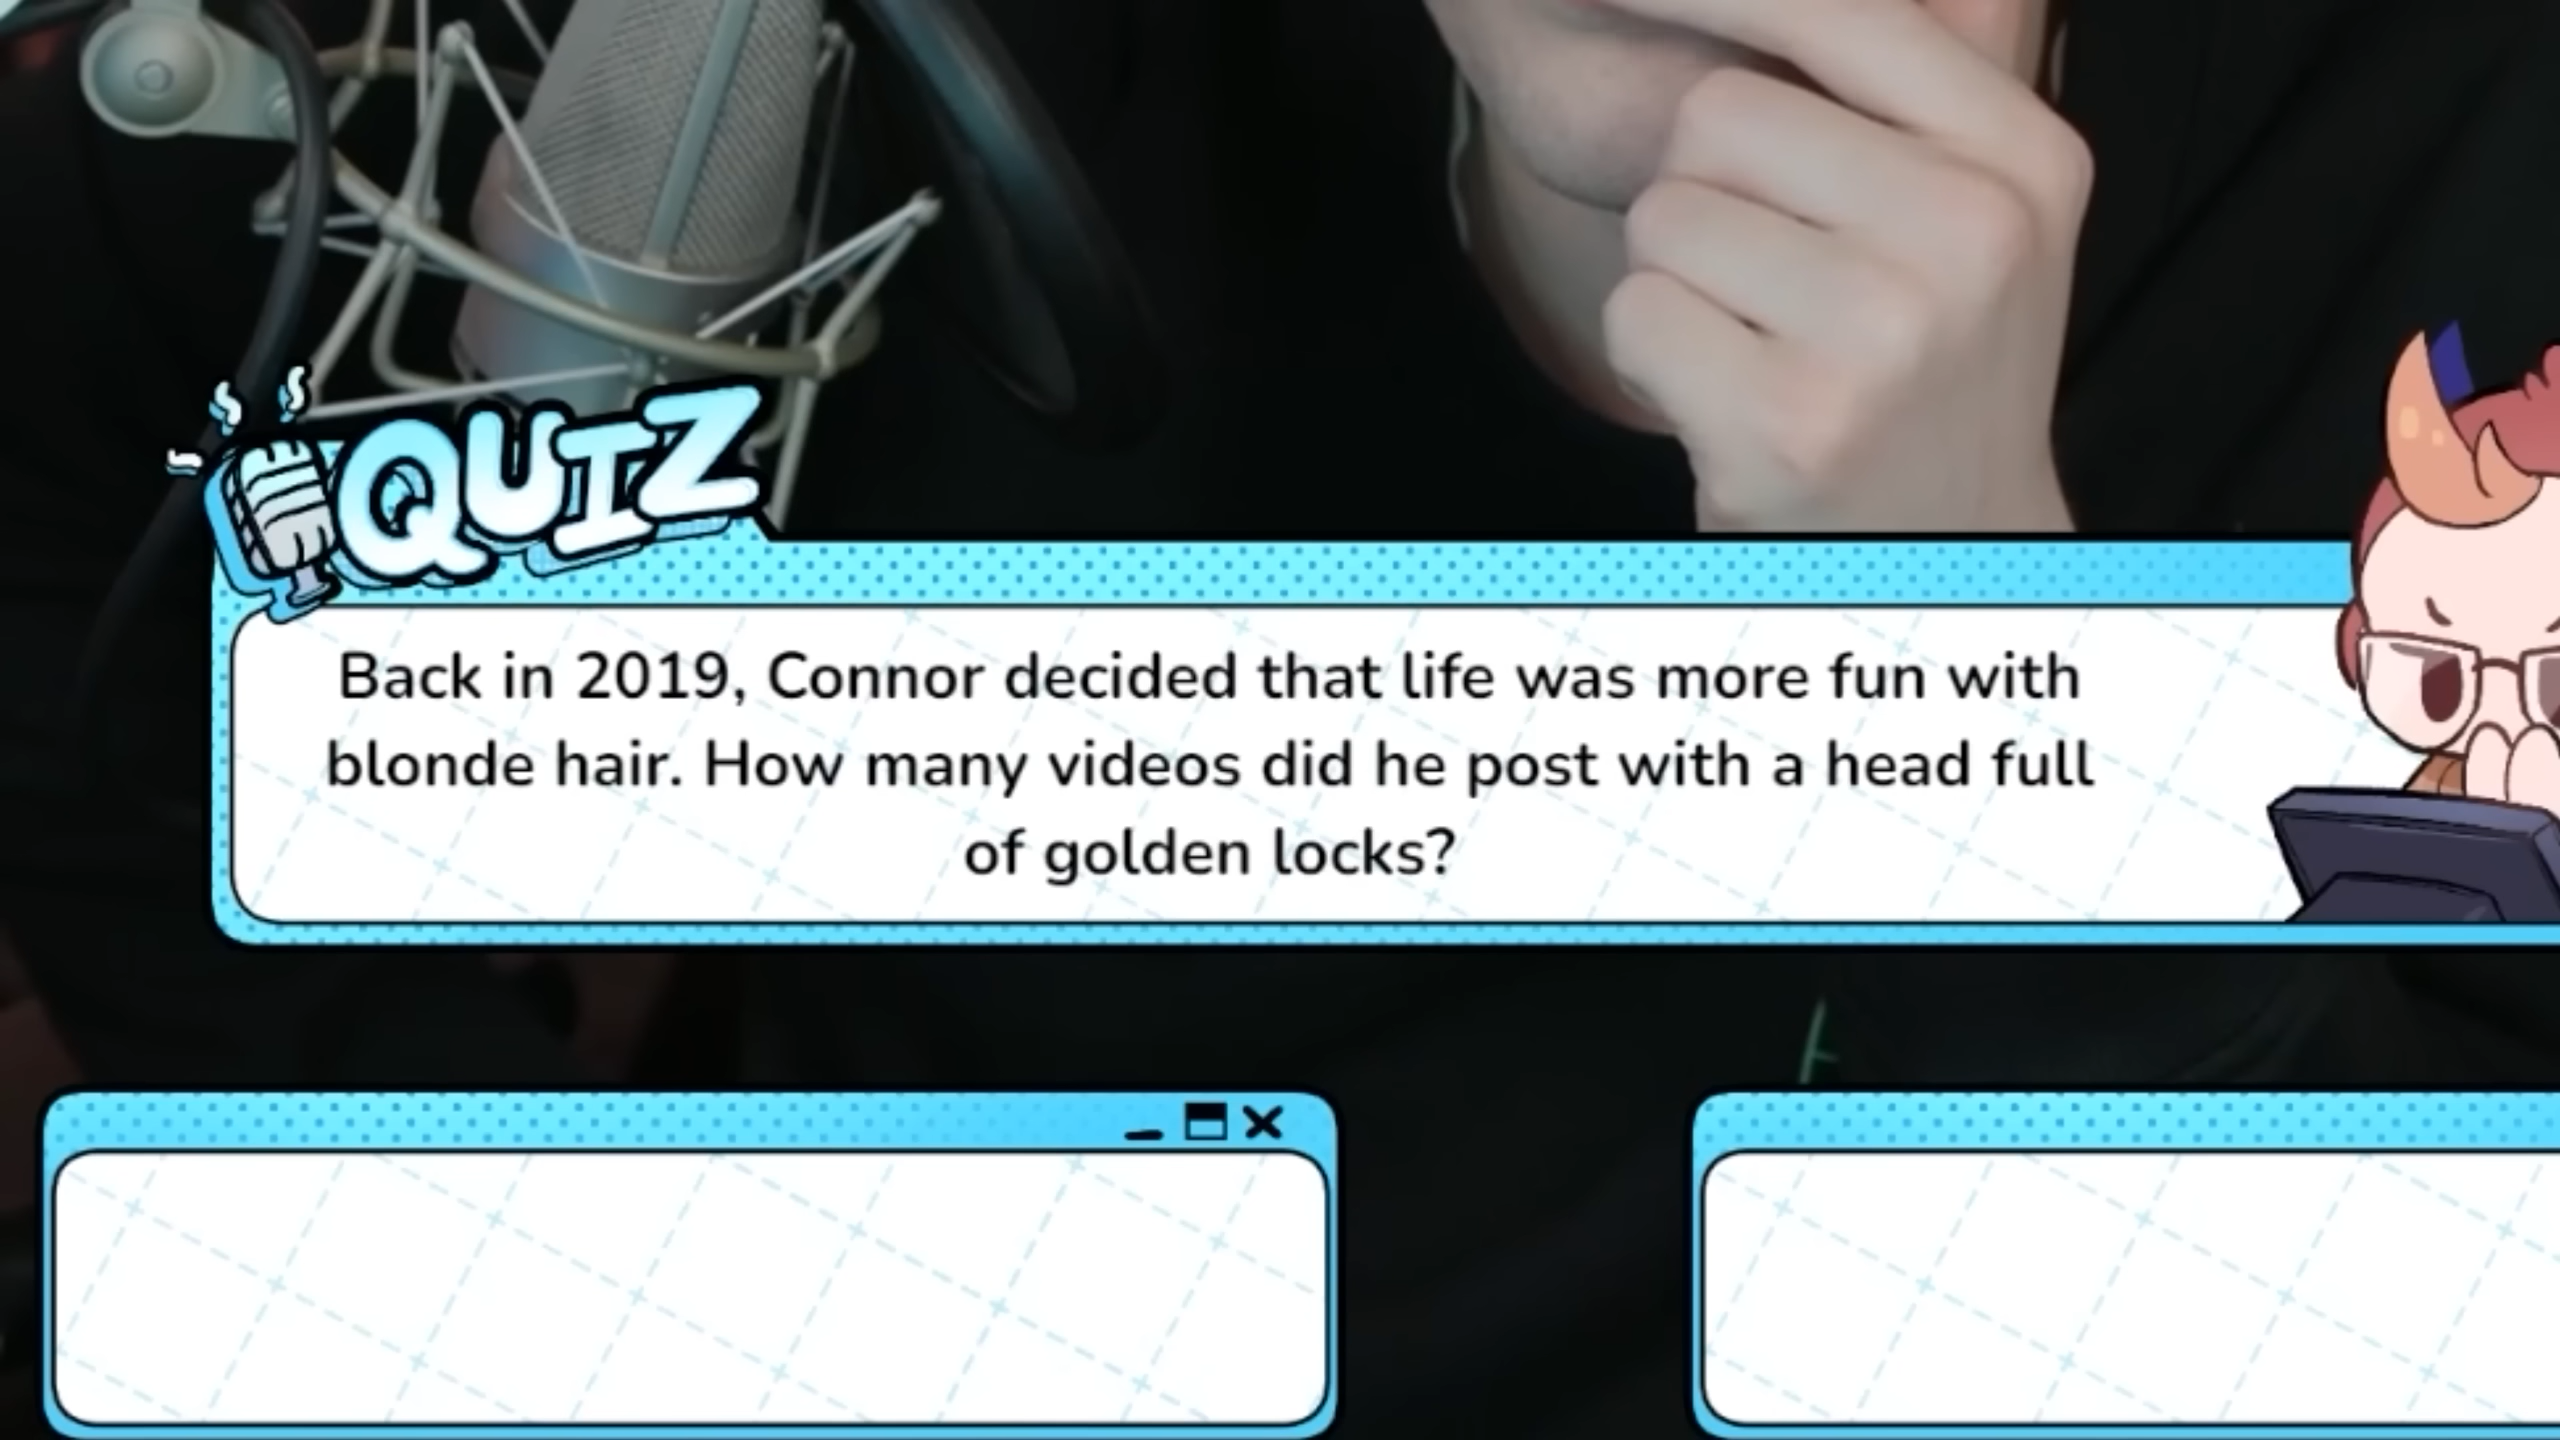 QUIZ
Back in 2019, Connor decided that life was more fun with
blonde hair. How many videos did he post with a head full
of golden locks?